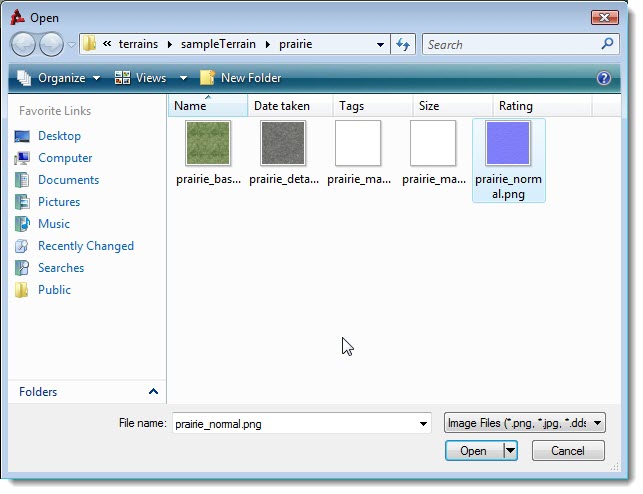 Open
« terrains ▸ sampleTerrain ▸ prairie
Search
Organize
Views
New Folder
Favorite Links
Desktop
Computer
Documents
Pictures
Music
Recently Changed
Searches
Public
Folders
Name
Date taken
Tags
Size
Rating
prairie_bas...
prairie_deta...
prairie_ma...
prairie_ma...
prairie_norm
al.png
File name:
prairie_normal.png
Image Files (*.png, *.jpg, *.dds
Open
Cancel